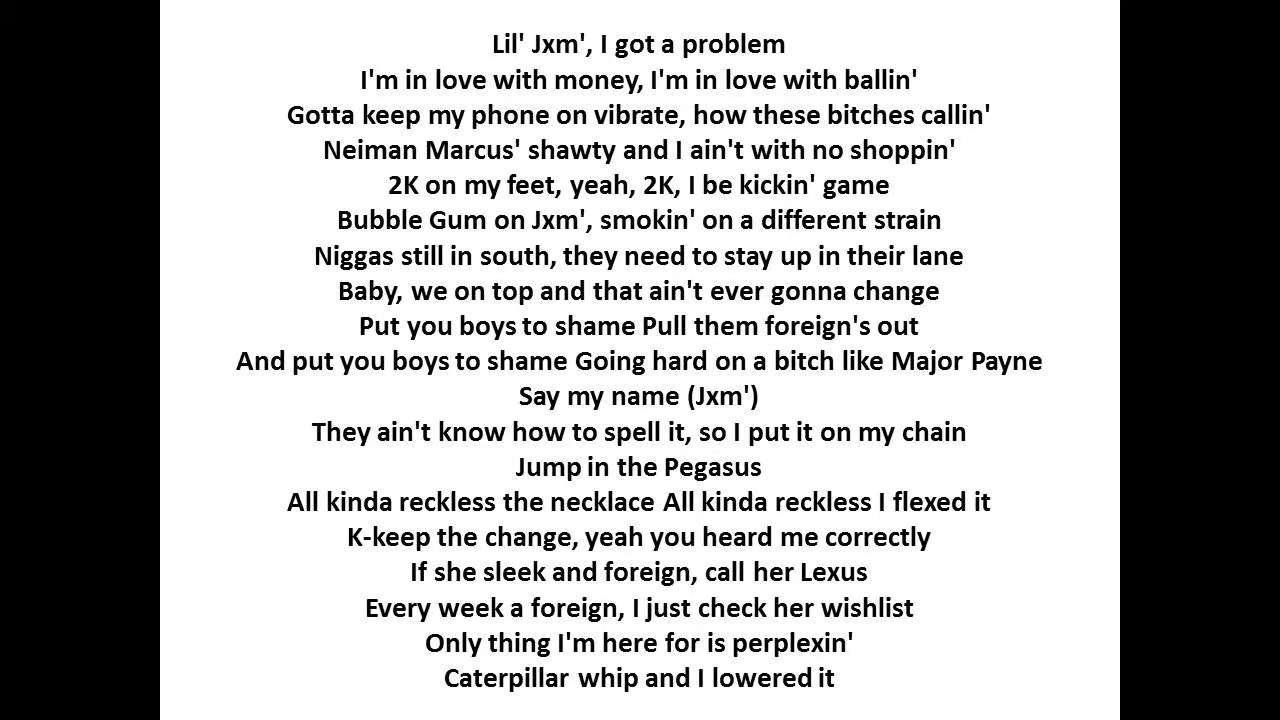 Lil' Jxm', I got a problem
I'm in love with money, I'm in love with ballin'
Gotta keep my phone on vibrate, how these bitches callin'
Neiman Marcus' shawty and I ain't with no shoppin'
2K on my feet, yeah, 2K, I be kickin' game
Bubble Gum on Jxm', smokin' on a different strain
Niggas still in south, they need to stay up in their lane
Baby, we on top and that ain't ever gonna change
Put you boys to shame Pull them foreign's out
And put you boys to shame Going hard on a bitch like Major Payne
Say my name (Jxm')
They ain't know how to spell it, so I put it on my chain
Jump in the Pegasus
All kinda reckless the necklace All kinda reckless I flexed it
K-keep the change, yeah you heard me correctly
If she sleek and foreign, call her Lexus
Every week a foreign, I just check her wishlist
Only thing I'm here for is perplexin'
Caterpillar whip and I lowered it